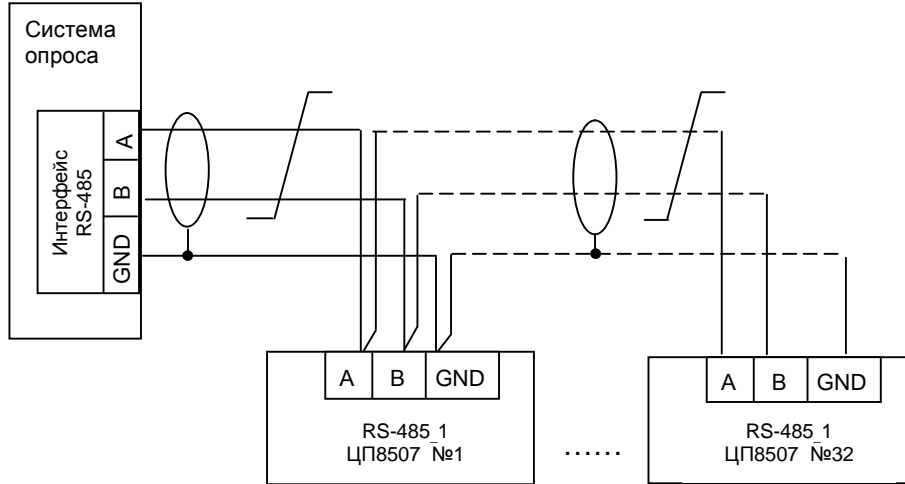 Система
опроса
Интерфейс
RS-485
A
B
GND
A B GND
RS-485_1
ЦП8507 №1
......
A B GND
RS-485_1
ЦП8507 №32